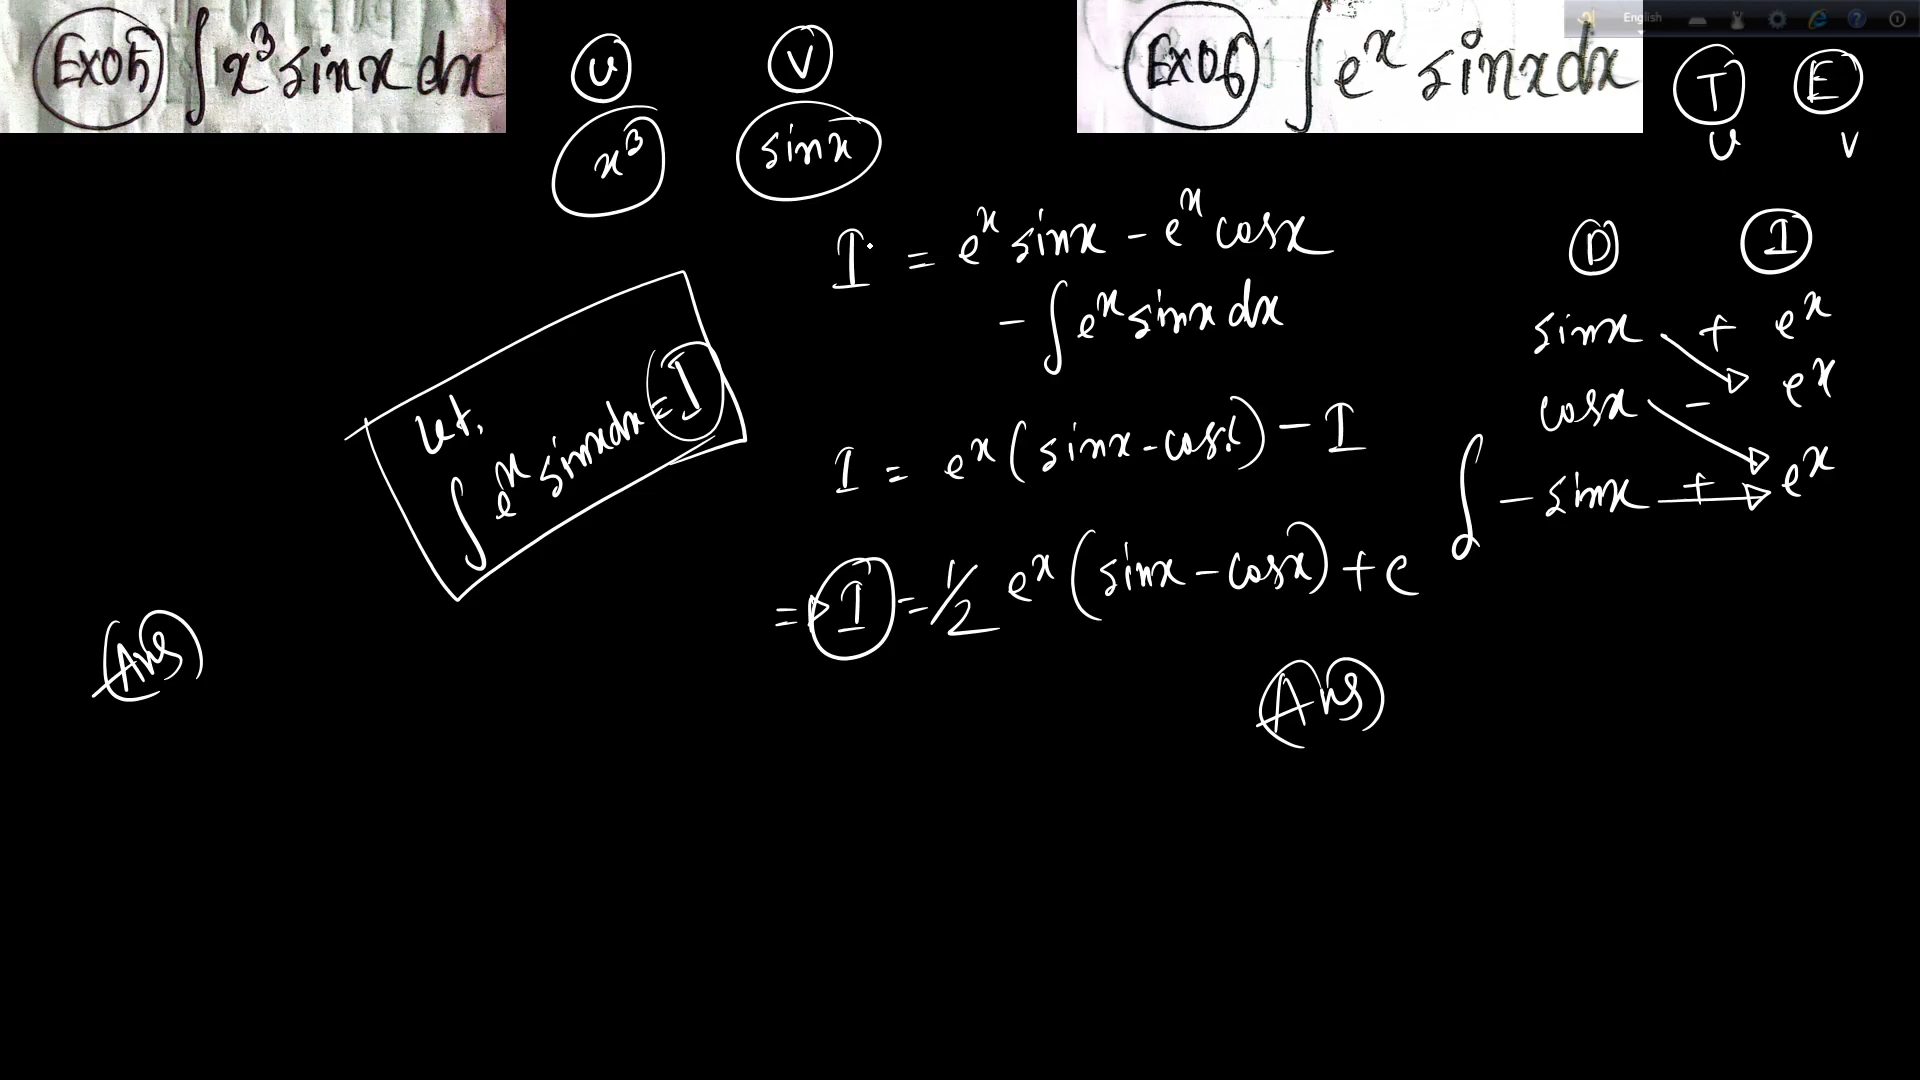 Ex05 ∫ x³ sinx dx
U V
x³ sinx
Ex06 ∫ eˣ sinx dx
English
T E
U V
I = eˣ sinx - eˣ cosx
- ∫ eˣ sinx dx
I = eˣ (sinx - cosx) - I
=> I = 1/2 eˣ (sinx - cosx) + c
Ans
let,
∫ eˣ sinx dx = I
Ans
D I
sinx + eˣ
cosx - eˣ
∫ - sinx + eˣ